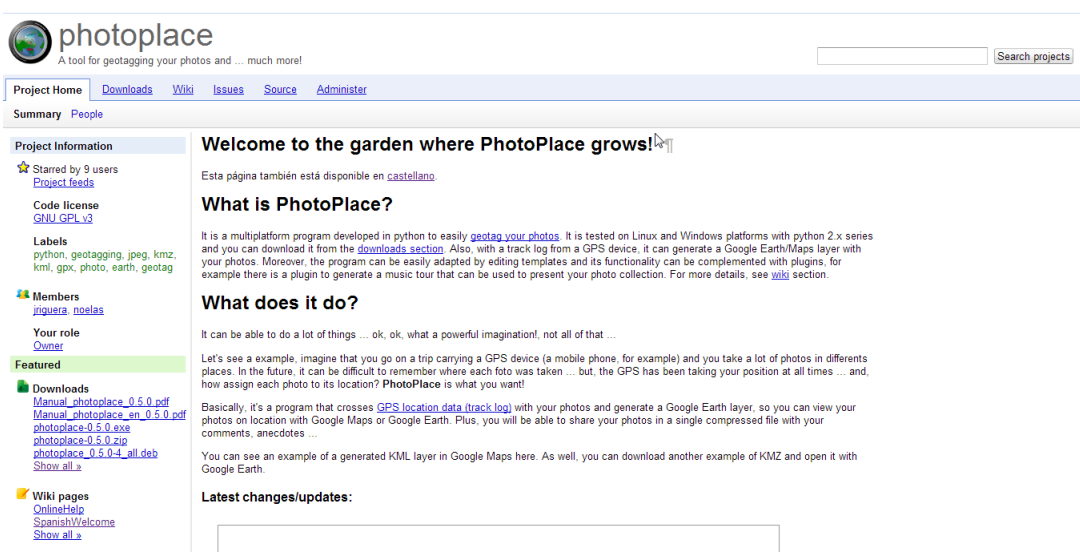 photoplace
A tool for geotagging your photos and ... much more!
Search projects
Project Home Downloads Wiki Issues Source Administer
Summary People
Project Information
Starred by 9 users
Project feeds
Code license
GNU GPL v3
Labels
python, geotagging, jpeg, kmz,
kml, gpx, photo, earth, geotag
Members
jriguera, noelas
Your role
Owner
Featured
Downloads
Manual_photoplace_0.5.0.pdf
Manual_photoplace_en_0.5.0.pdf
photoplace-0.5.0.exe
photoplace-0.5.0.zip
photoplace_0.5.0-4_all.deb
Show all »
Wiki pages
OnlineHelp
SpanishWelcome
Show all »
Welcome to the garden where PhotoPlace grows!¶
Esta página también está disponible en castellano.
What is PhotoPlace?
It is a multiplatform program developed in python to easily geotag your photos. It is tested on Linux and Windows platforms with python 2.x series
and you can download it from the downloads section. Also, with a track log from a GPS device, it can generate a Google Earth/Maps layer with
your photos. Moreover, the program can be easily adapted by editing templates and its functionality can be complemented with plugins, for
example there is a plugin to generate a music tour that can be used to present your photo collection. For more details, see wiki section.
What does it do?
It can be able to do a lot of things ... ok, ok, what a powerful imagination!, not all of that ...
Let's see a example, imagine that you go on a trip carrying a GPS device (a mobile phone, for example) and you take a lot of photos in differents
places. In the future, it can be difficult to remember where each foto was taken ... but, the GPS has been taking your position at all times ... and,
how assign each photo to its location? PhotoPlace is what you want!
Basically, it's a program that crosses GPS location data (track log) with your photos and generate a Google Earth layer, so you can view your
photos on location with Google Maps or Google Earth. Plus, you will be able to share your photos in a single compressed file with your
comments, anecdotes ...
You can see an example of a generated KML layer in Google Maps here. As well, you can download another example of KMZ and open it with
Google Earth.
Latest changes/updates: